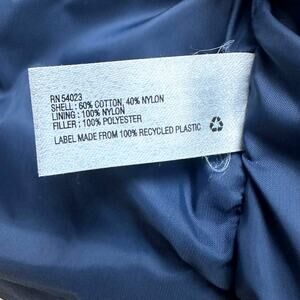 RN 54023
SHELL : 60% COTTON, 40% NYLON
LINING : 100% NYLON
FILLER : 100% POLYESTER
LABEL MADE FROM 100% RECYCLED PLASTIC